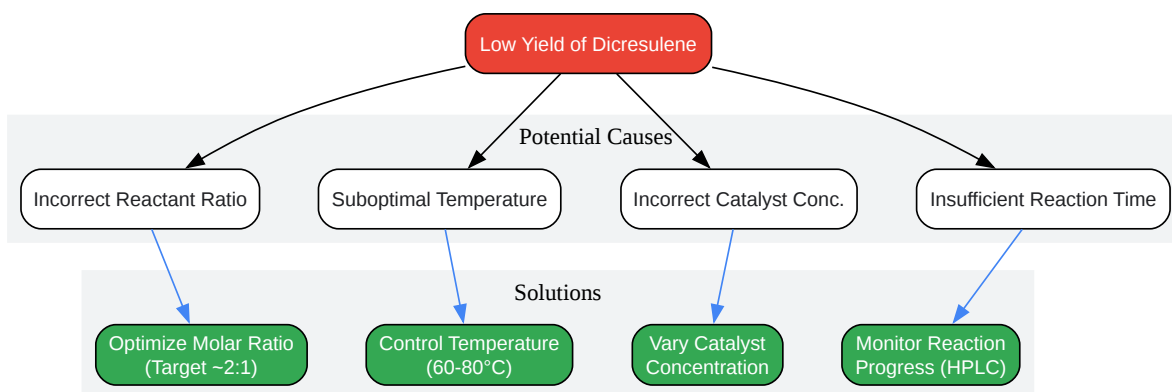 Low Yield of Dicresulene
Potential Causes
Incorrect Reactant Ratio
Suboptimal Temperature
Incorrect Catalyst Conc.
Insufficient Reaction Time
Solutions
Optimize Molar Ratio
(Target ~2:1)
Control Temperature
(60-80°C)
Vary Catalyst
Concentration
Monitor Reaction
Progress (HPLC)